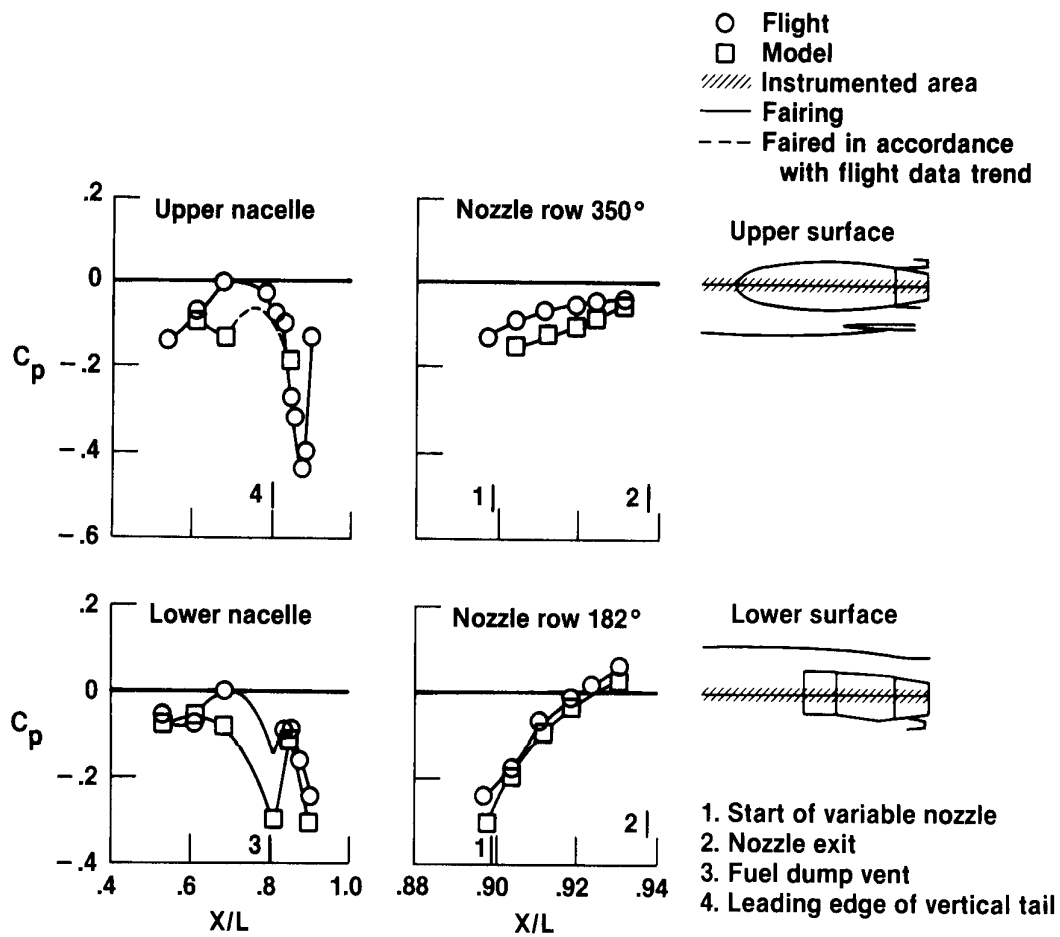 Flight
Model
Instrumented area
Fairing
Faired in accordance
with flight data trend
.2
0
Cp
-.2
-.4
-.6
Upper nacelle
4
Nozzle row 350°
1
2
Upper surface
.2
0
Cp
-.2
-.4
Lower nacelle
3
.4 .6 .8 1.0
X/L
Nozzle row 182°
1
2
.88 .90 .92 .94
X/L
Lower surface
1. Start of variable nozzle
2. Nozzle exit
3. Fuel dump vent
4. Leading edge of vertical tail